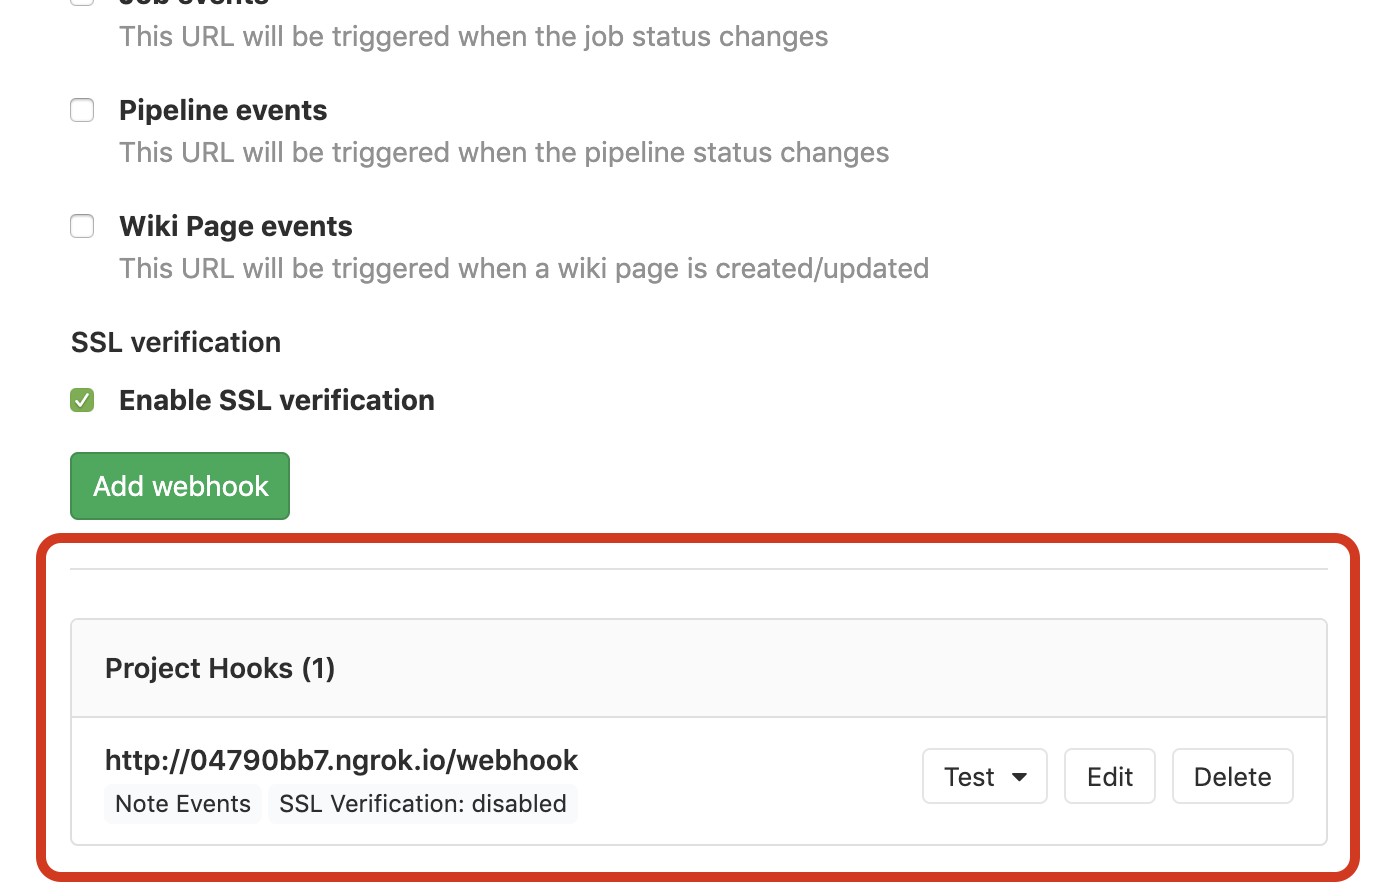 Job events
This URL will be triggered when the job status changes
Pipeline events
This URL will be triggered when the pipeline status changes
Wiki Page events
This URL will be triggered when a wiki page is created/updated
SSL verification
Enable SSL verification
Add webhook
Project Hooks (1)
http://04790bb7.ngrok.io/webhook
Test Edit Delete
Note Events SSL Verification: disabled